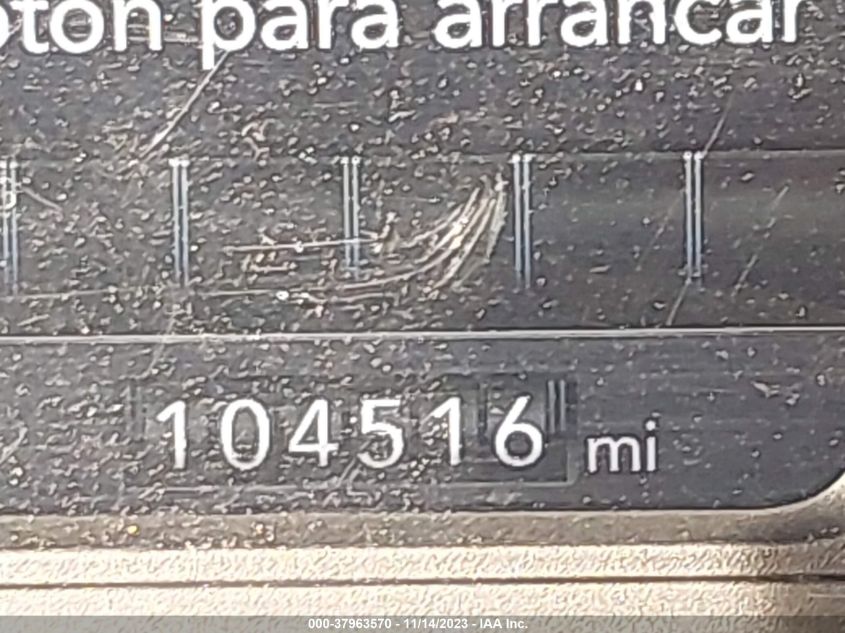 para arrancar
104516 mi
000-37963570 - 11/14/2023 - IAA Inc.